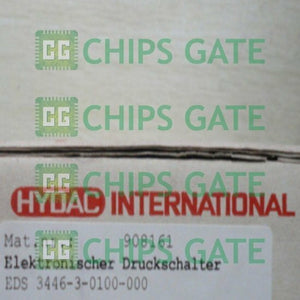 CHIPS GATE
CHIPS GATE
CHIPS GATE
HYDAC INTERNATIONAL
CHIPS GATE
Mat. 908161
Elektronischer Druckschalter
EDS 3446-3-0100-000